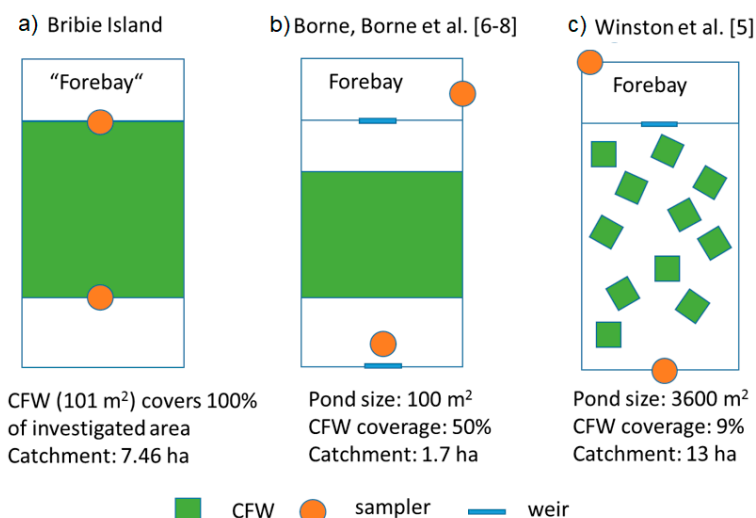 a) Bribie Island
"Forebay"
CFW (101 m²) covers 100%
of investigated area
Catchment: 7.46 ha
b) Borne, Borne et al. [6-8]
Forebay
Pond size: 100 m²
CFW coverage: 50%
Catchment: 1.7 ha
c) Winston et al. [5]
Forebay
Pond size: 3600 m²
CFW coverage: 9%
Catchment: 13 ha
CFW
sampler
weir